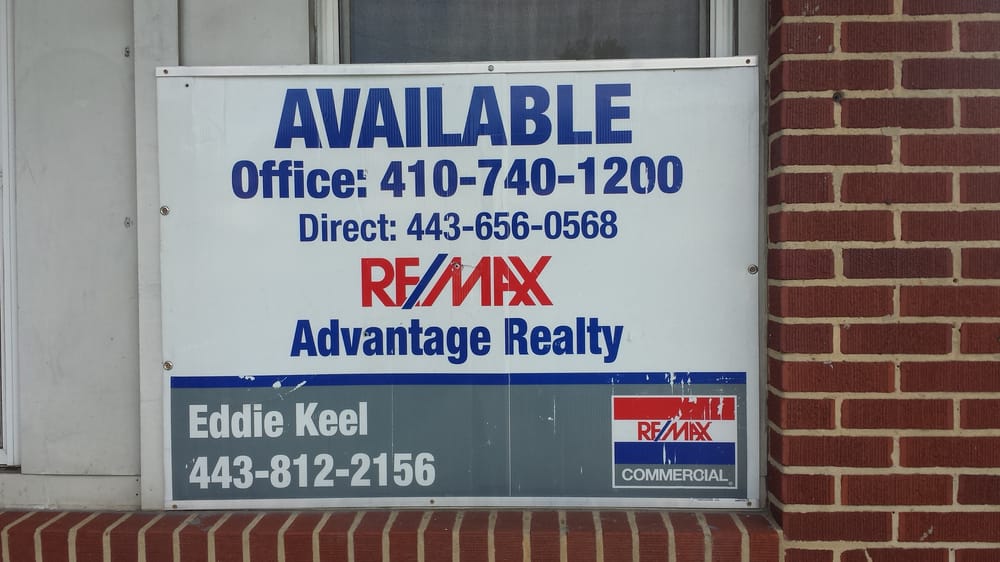 AVAILABLE
Office: 410-740-1200
Direct: 443-656-0568
RE/MAX
Advantage Realty
Eddie Keel
443-812-2156
RE/MAX
COMMERCIAL